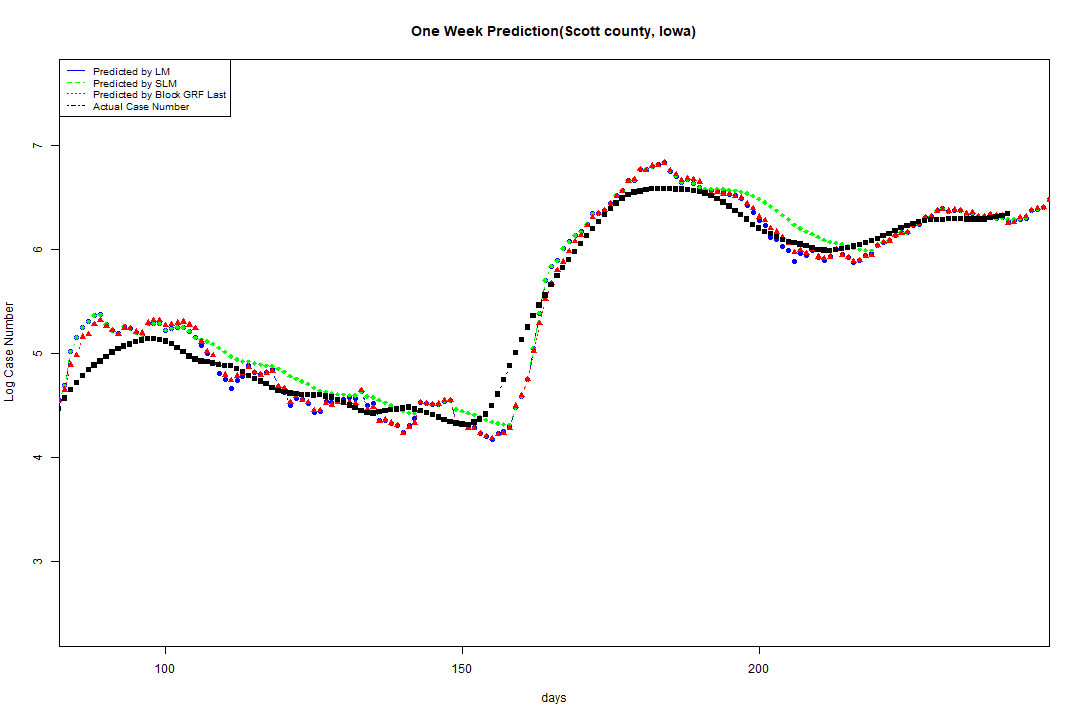 One Week Prediction(Scott county, Iowa)
Predicted by LM
Predicted by SLM
Predicted by Block GRF Last
Actual Case Number
7
6
5
4
3
Log Case Number
100 150 200
days